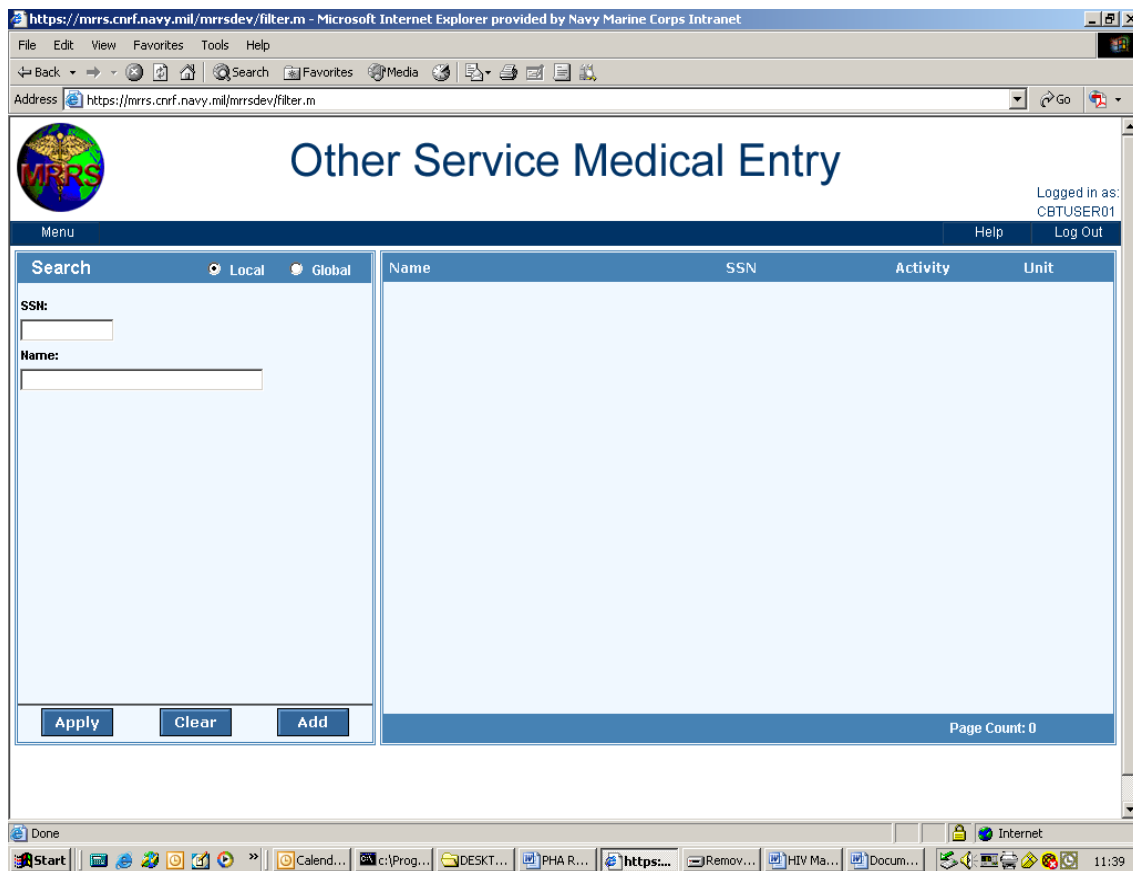 https://mrrs.cnrf.navy.mil/mrrsdev/filter.m - Microsoft Internet Explorer provided by Navy Marine Corps Intranet
File Edit View Favorites Tools Help
Back Search Favorites Media
Address https://mrrs.cnrf.navy.mil/mrrsdev/filter.m Go
MRRS
Other Service Medical Entry
Logged in as:
CBTUSER01
Menu Help Log Out
Search Local Global Name SSN Activity Unit
SSN:
Name:
Apply Clear Add
Page Count: 0
Done Internet
Start » Calend... c:\Prog... DESKT... PHA R... https:... Remov... HIV Ma... Docum... 11:39